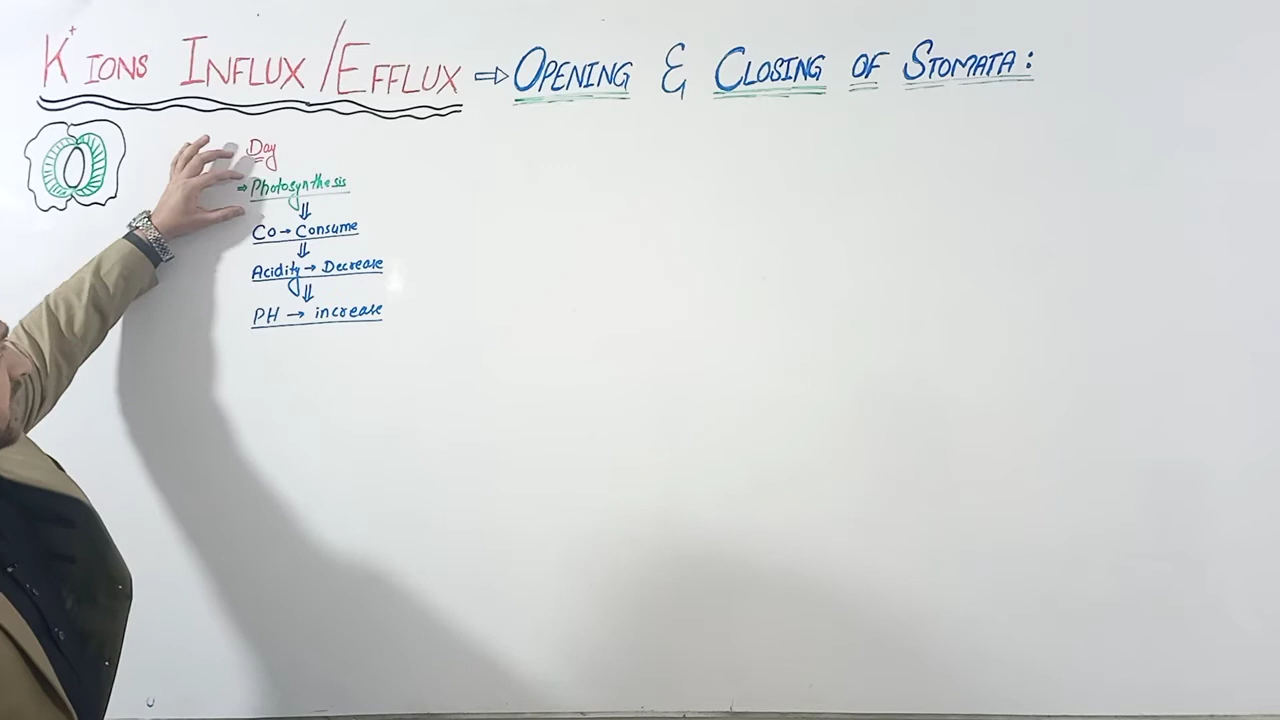 K⁺ IONS INFLUX/EFFLUX ⇒ OPENING & CLOSING OF STOMATA:
Day
⇒ Photosynthesis
⇓
Co → Consume
⇓
Acidity → Decrease
⇓
PH → increase